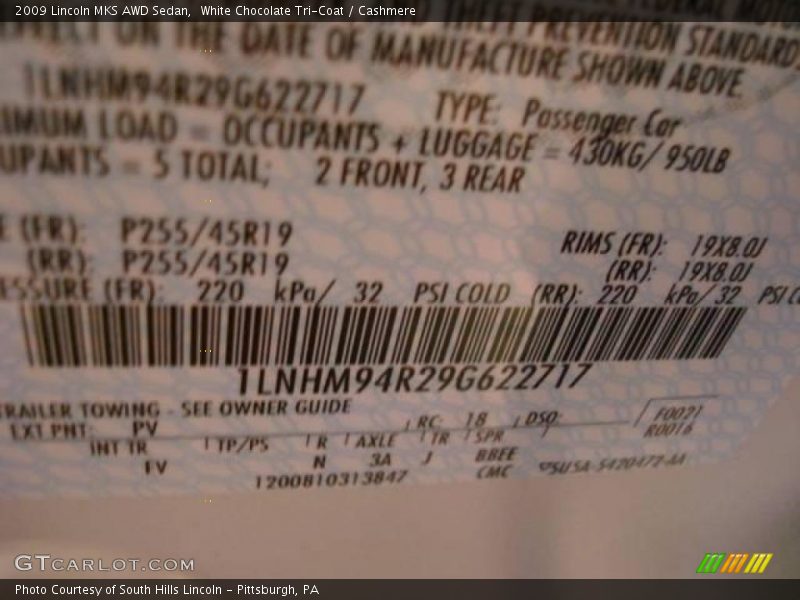 2009 Lincoln MKS AWD Sedan, White Chocolate Tri-Coat / Cashmere
PREVENTION STANDARDS
ON THE DATE OF MANUFACTURE SHOWN ABOVE
1LNHM94R29G622717 TYPE: Passenger Car
IMUM LOAD = OCCUPANTS + LUGGAGE = 430KG/ 950LB
UPANTS = 5 TOTAL; 2 FRONT, 3 REAR
E (FR): P255/45R19 RIMS (FR): 19X8.0J
(RR): P255/45R19 (RR): 19X8.0J
ESSURE (FR): 220 kPa/ 32 PSI COLD (RR): 220 kPa/ 32 PSI C
1LNHM94R29G622717
TRAILER TOWING - SEE OWNER GUIDE
EXT PNT: PV RC: 18 DSO: F0021
R0016
INT TR TP/PS R AXLE TR SPR
FV N 3A J BBEE
1200810313847 CMC 5U5A-5420472-AA
GTCARLOT.COM
Photo Courtesy of South Hills Lincoln - Pittsburgh, PA